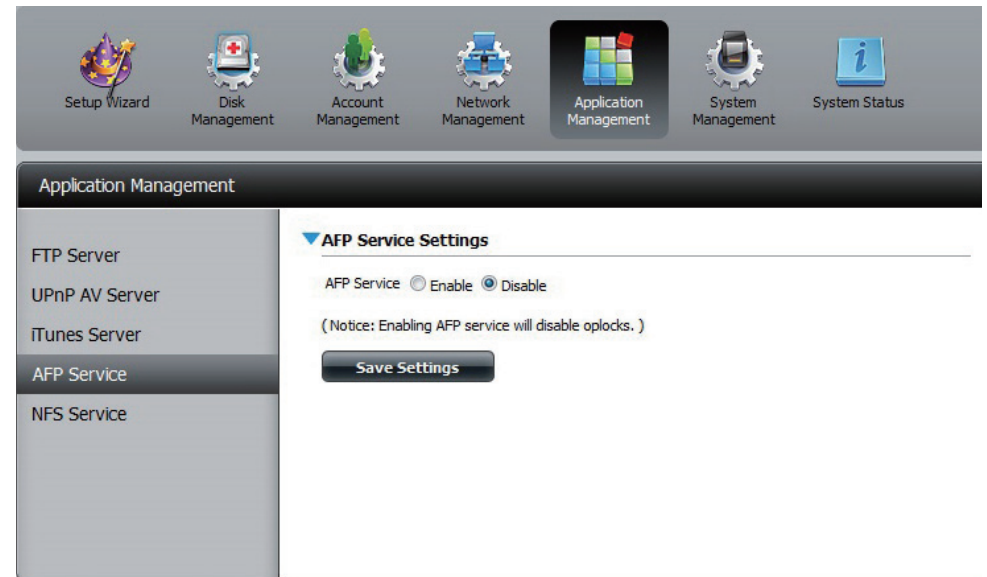 Setup Wizard
Disk
Management
Account
Management
Network
Management
Application
Management
System
Management
System Status
Application Management
FTP Server
UPnP AV Server
iTunes Server
AFP Service
NFS Service
AFP Service Settings
AFP Service Enable Disable
(Notice: Enabling AFP service will disable oplocks. )
Save Settings